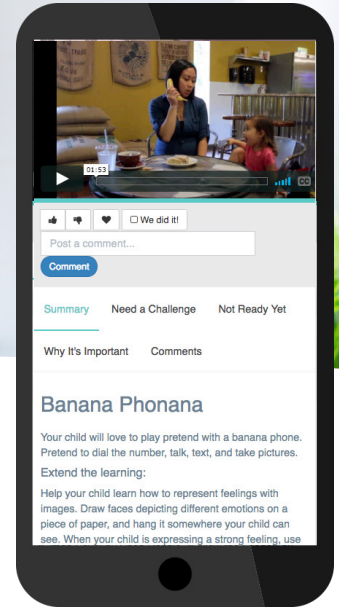 01:53
CC
We did it!
Post a comment...
Comment
Summary Need a Challenge Not Ready Yet
Why It's Important Comments
Banana Phonana
Your child will love to play pretend with a banana phone.
Pretend to dial the number, talk, text, and take pictures.
Extend the learning:
Help your child learn how to represent feelings with
images. Draw faces depicting different emotions on a
piece of paper, and hang it somewhere your child can
see. When your child is expressing a strong feeling, use